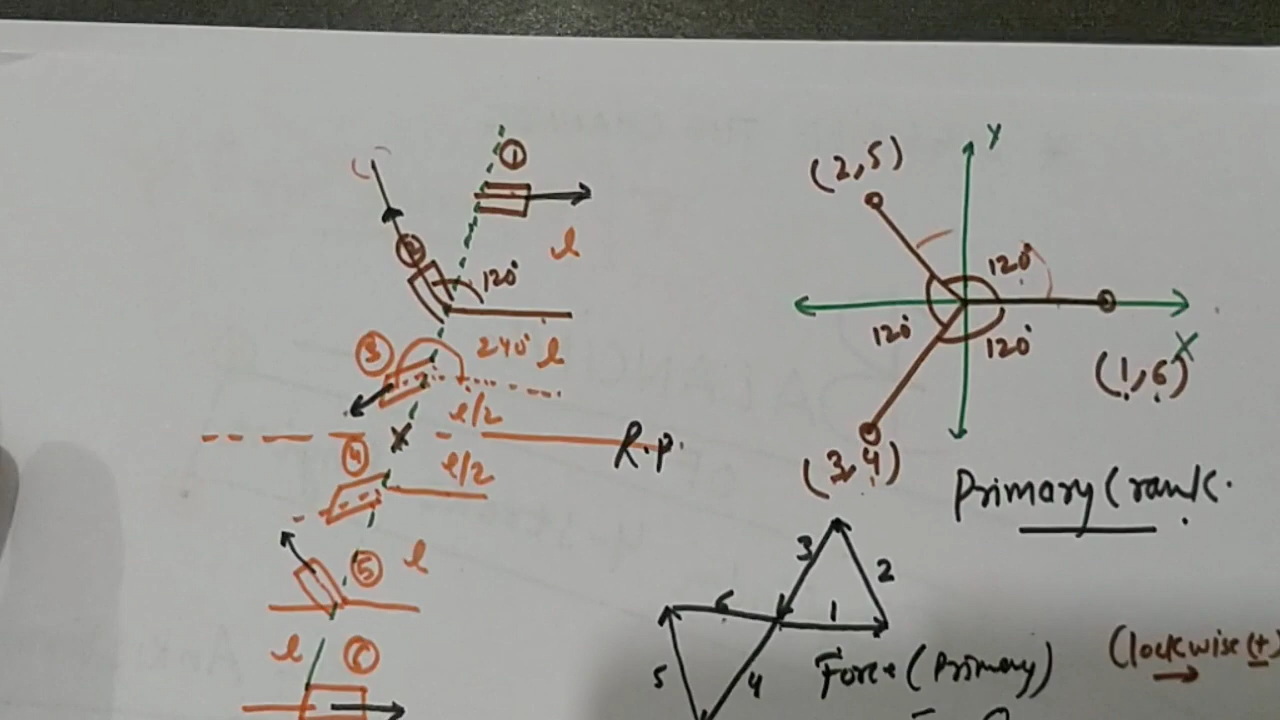 ①
②
120°
l
③
240° l
l/2
R.p.
④
l/2
⑤
l
l
⑥
Y
(2,5)
120°
120°
120°
X
(1,6)
(3,4)
Primary Crank.
3
2
6
1
5
4
Force (Primary)
Clockwise (+)